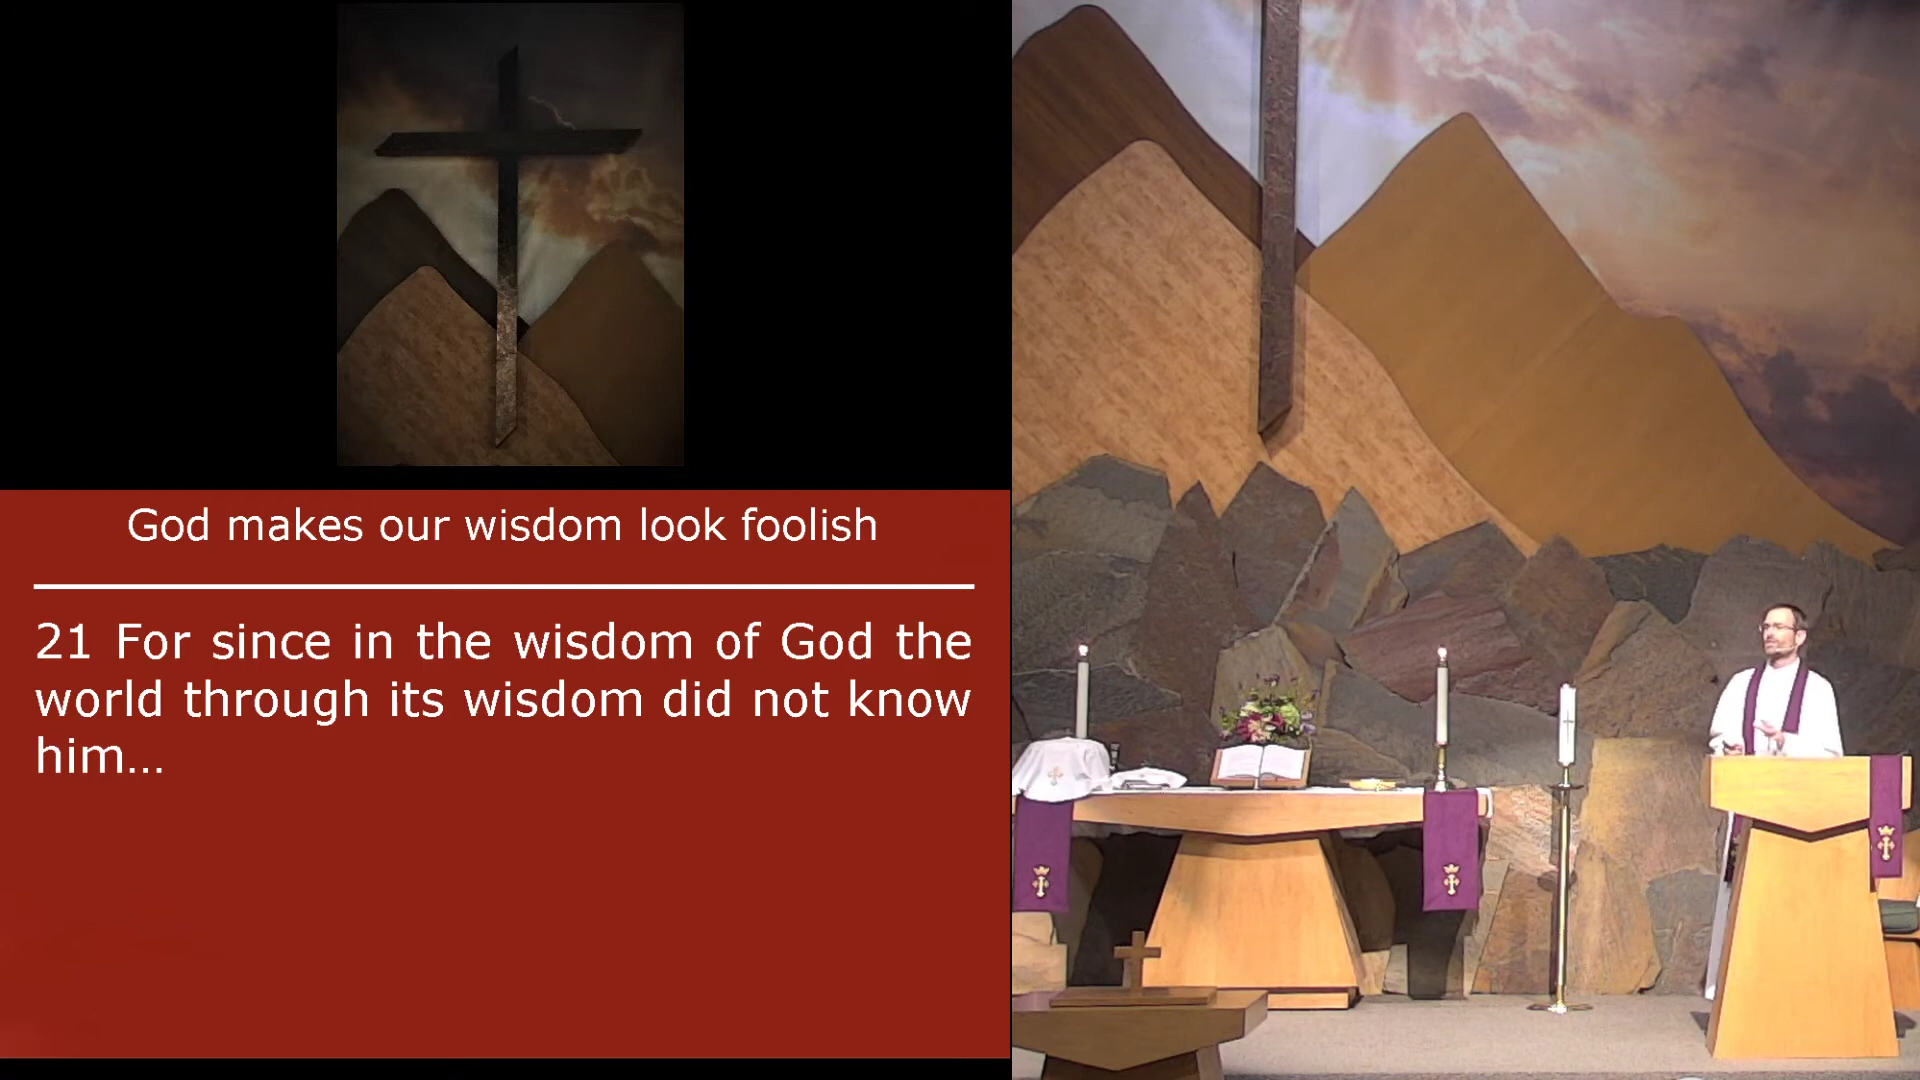 God makes our wisdom look foolish
21 For since in the wisdom of God the
world through its wisdom did not know
him...